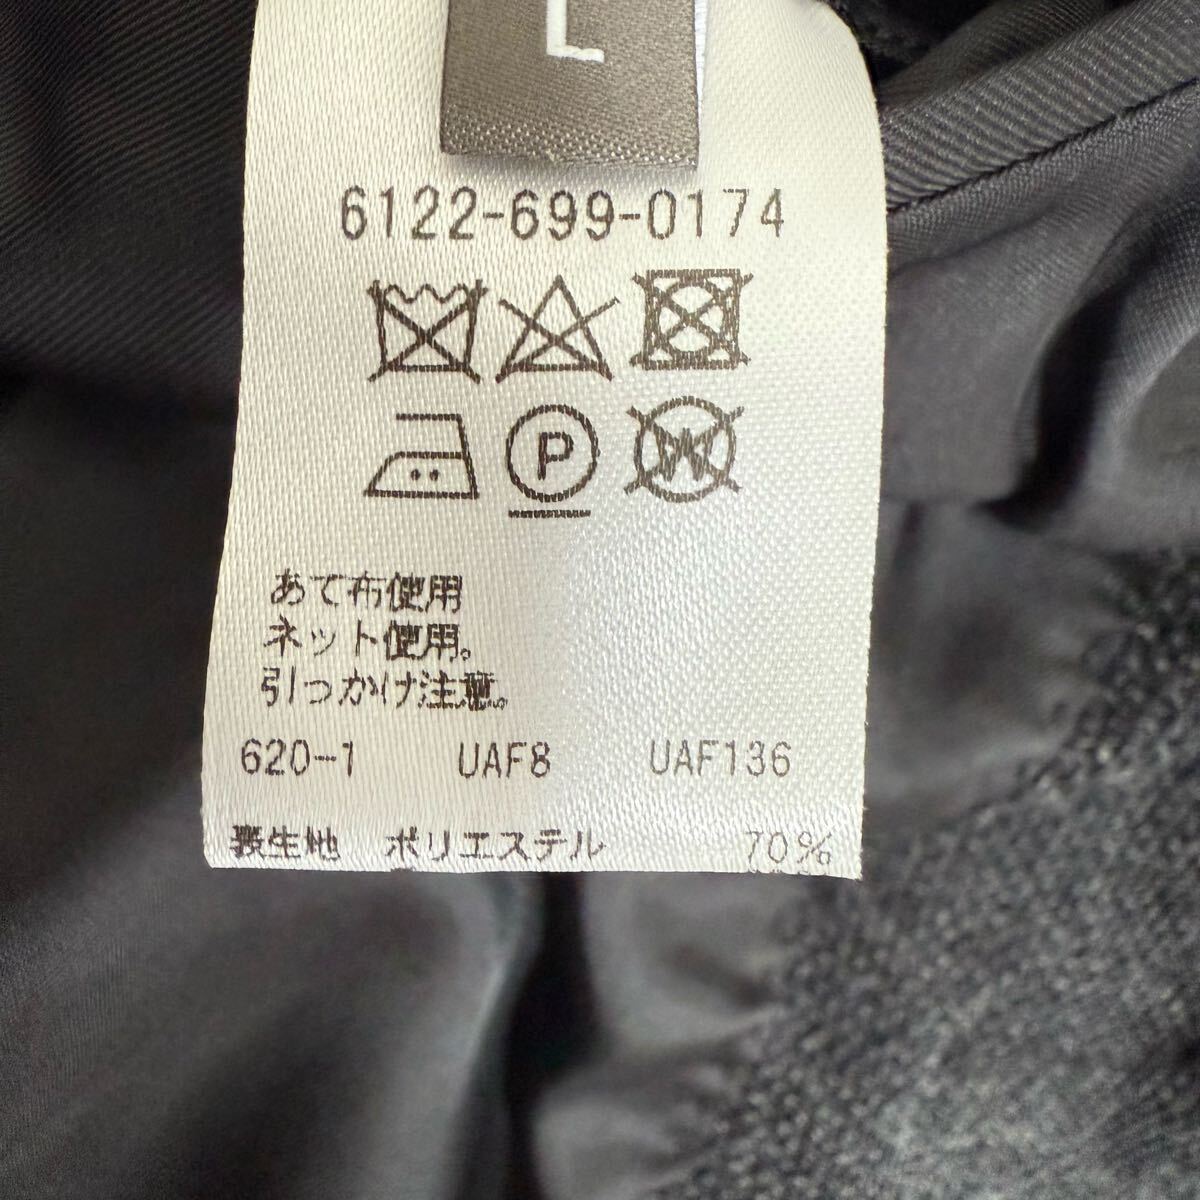 L
6122-699-0174
P
W
あて布使用
ネット使用。
引っかけ注意。
620-1 UAF8 UAF136
表生地 ポリエステル 70%